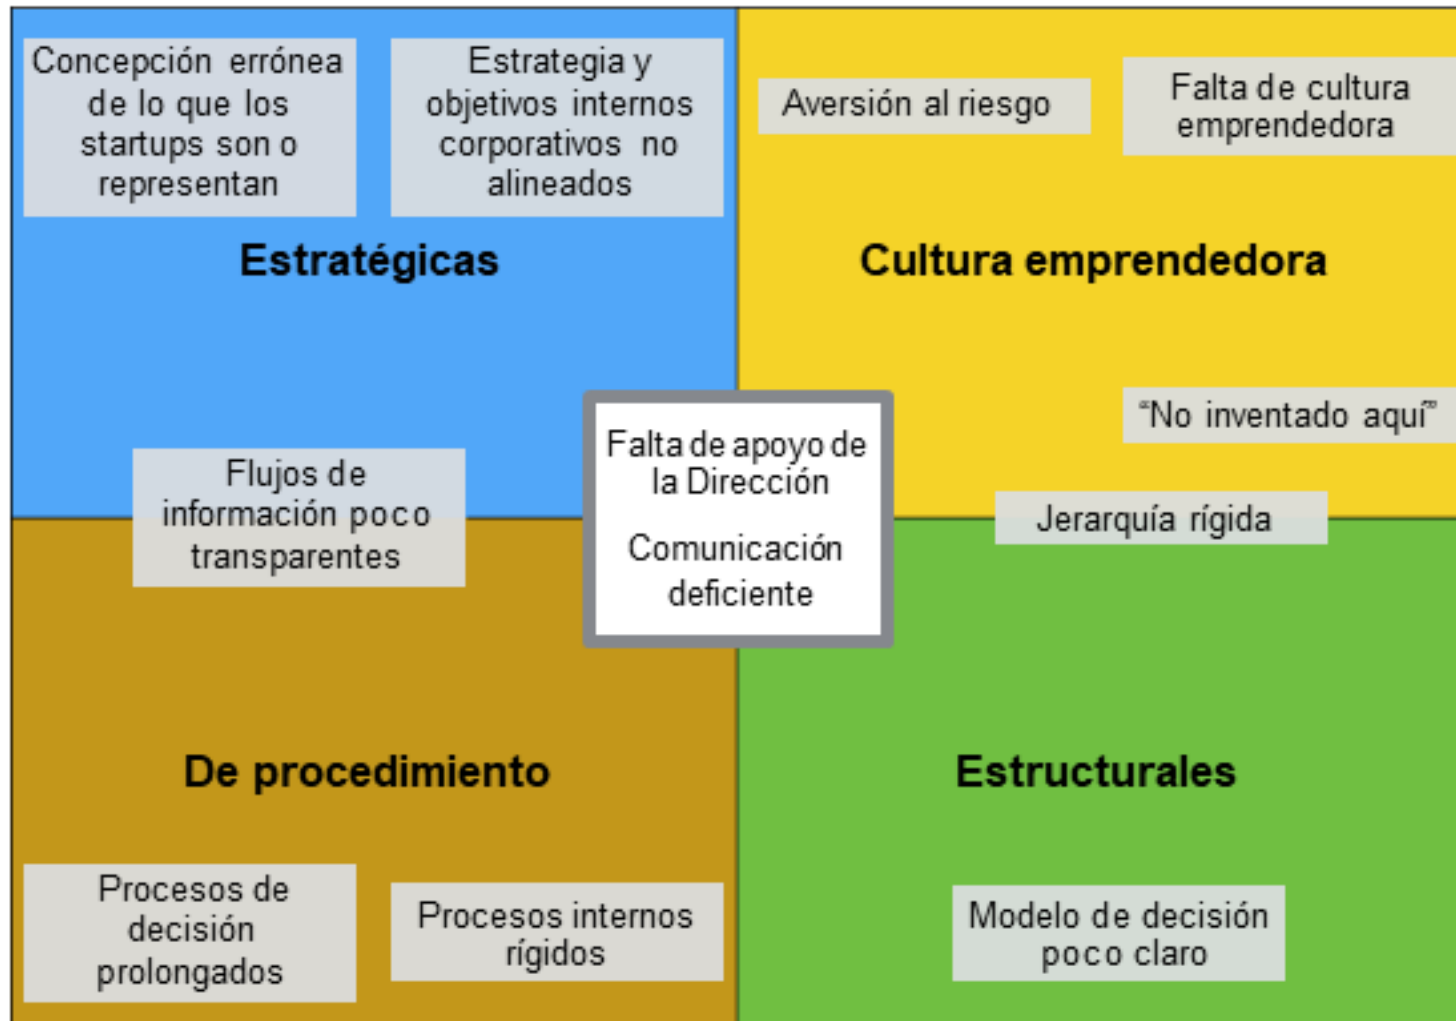 Concepción errónea
de lo que los
startups son o
representan
Estrategia y
objetivos internos
corporativos no
alineados
Estratégicas
Aversión al riesgo
Falta de cultura
emprendedora
Cultura emprendedora
“No inventado aquí”
Flujos de
información poco
transparentes
Falta de apoyo de
la Dirección
Comunicación
deficiente
Jerarquía rígida
De procedimiento
Procesos de
decisión
prolongados
Procesos internos
rígidos
Estructurales
Modelo de decisión
poco claro